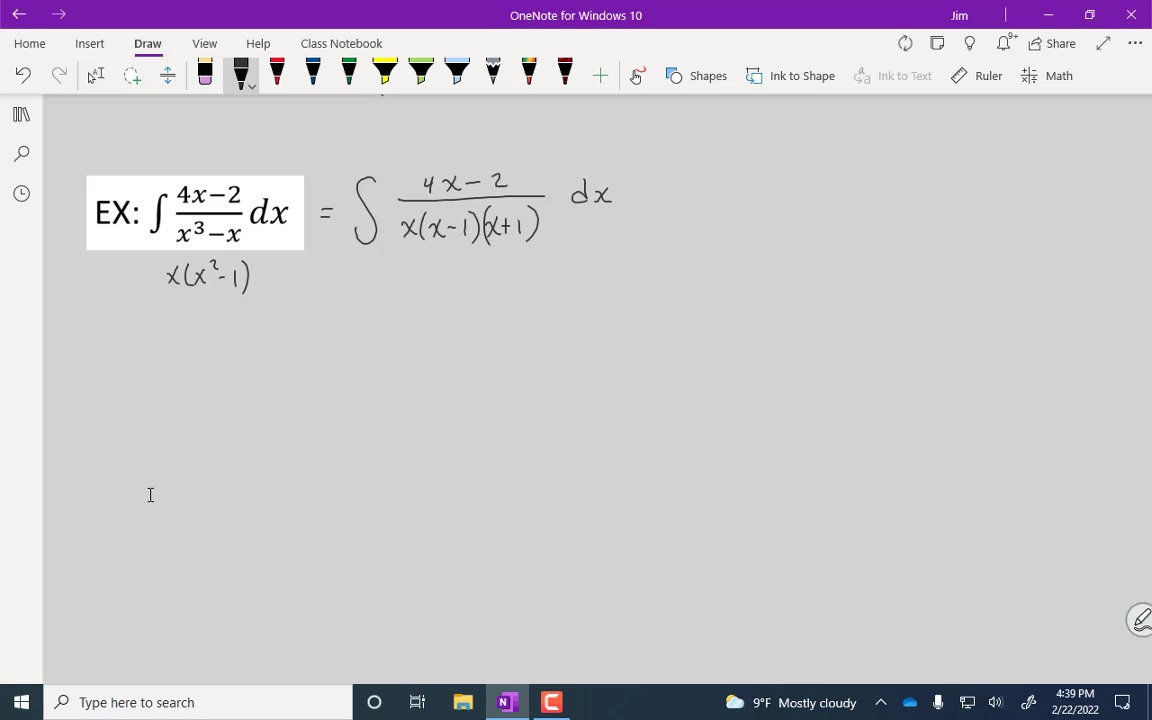 OneNote for Windows 10
Jim
Home Insert Draw View Help Class Notebook
9+
Share
Shapes
Ink to Shape
Ink to Text
Ruler
Math
EX: ∫ (4x−2)/(x³−x) dx = ∫ (4x−2)/(x(x−1)(x+1)) dx
x(x²-1)
Type here to search
9°F Mostly cloudy
4:39 PM
2/22/2022